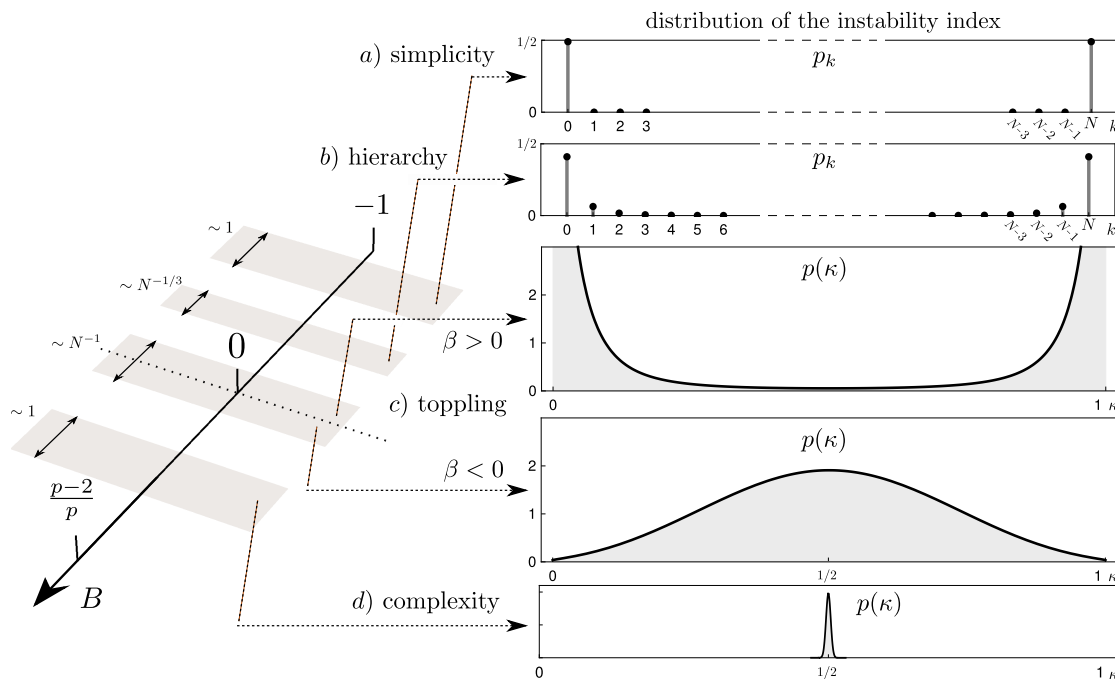 distribution of the instability index
a) simplicity
1/2
p_k
0
0 1 2 3 N-3 N-2 N-1 N k
b) hierarchy
1/2
p_k
0
0 1 2 3 4 5 6 N-3 N-2 N-1 N k
−1
∼ 1
∼ N^{−1/3}
∼ N^{−1}
0
∼ 1
p−2
p
B
c) toppling
β > 0
p(κ)
2
1
0
0 1 κ
β < 0
p(κ)
2
1
0
0 1/2 1 κ
d) complexity
p(κ)
0 1/2 1 κ